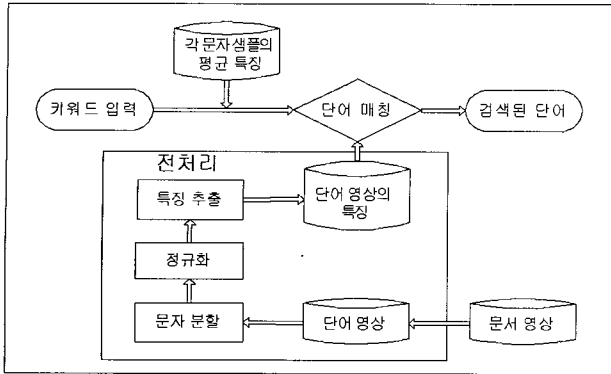 각 문자샘플의
평균 특징
키워드 입력
단어 매칭
검색된 단어
전처리
특징 추출
단어 영상의
특징
정규화
문자 분할
단어 영상
문서 영상